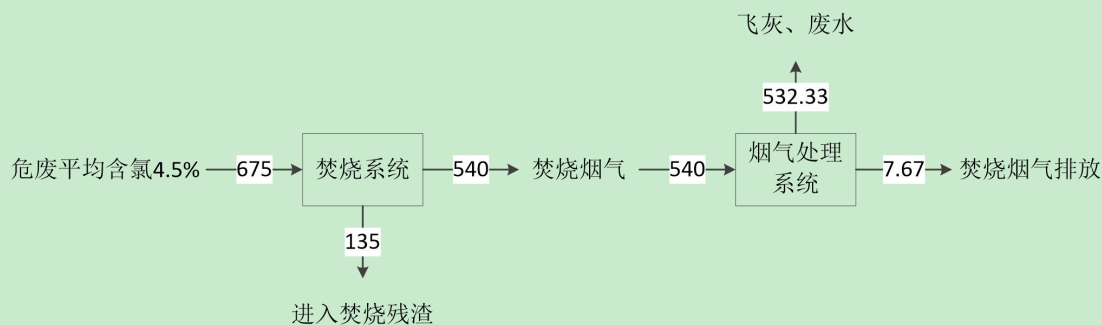 飞灰、废水
532.33
危废平均含氯4.5%
675
焚烧系统
540
焚烧烟气
540
烟气处理
系统
7.67
焚烧烟气排放
135
进入焚烧残渣